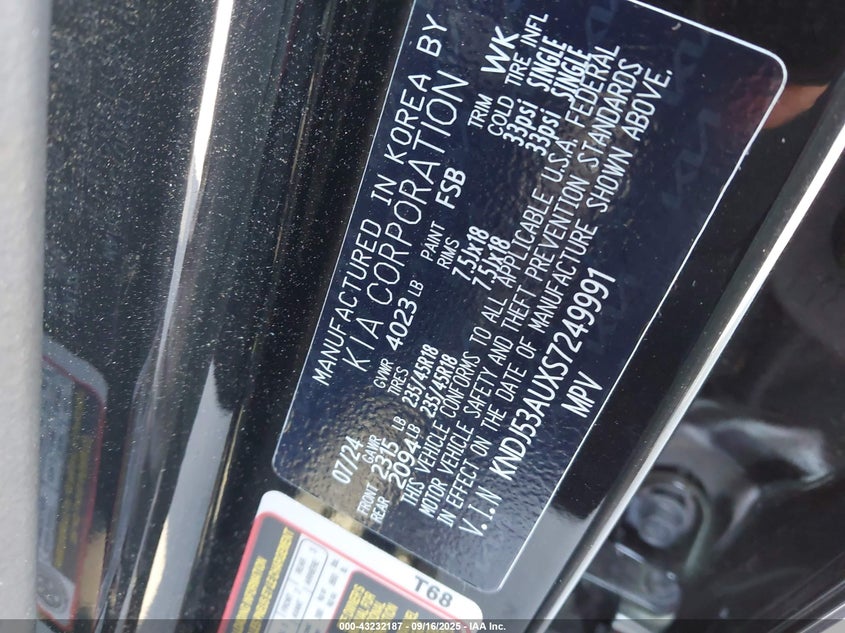 MANUFACTURED IN KOREA BY
KIA CORPORATION
07/24 GVWR 4023 LB PAINT FSB TRIM WK
GAWR TIRES RIMS COLD TIRE INFL
FRONT 2315 LB 235/45R18 7.5JX18 33psi SINGLE
REAR 2094 LB 235/45R18 7.5JX18 33psi SINGLE
THIS VEHICLE CONFORMS TO ALL APPLICABLE U.S.A. FEDERAL
MOTOR VEHICLE SAFETY AND THEFT PREVENTION STANDARDS
IN EFFECT ON THE DATE OF MANUFACTURE SHOWN ABOVE.
V.I.N KNDJ53AUXS7249991
MPV
T68
000-43232187 - 09/16/2025 - IAA Inc.